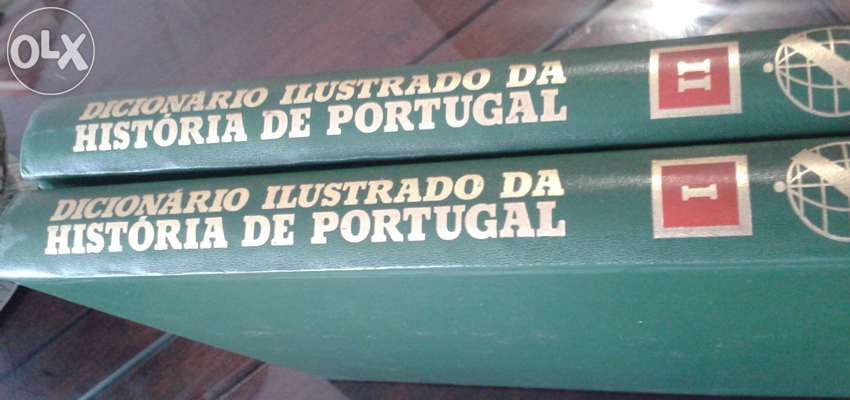 OLX
DICIONÁRIO ILUSTRADO DA
HISTÓRIA DE PORTUGAL
II
DICIONÁRIO ILUSTRADO DA
HISTÓRIA DE PORTUGAL
I